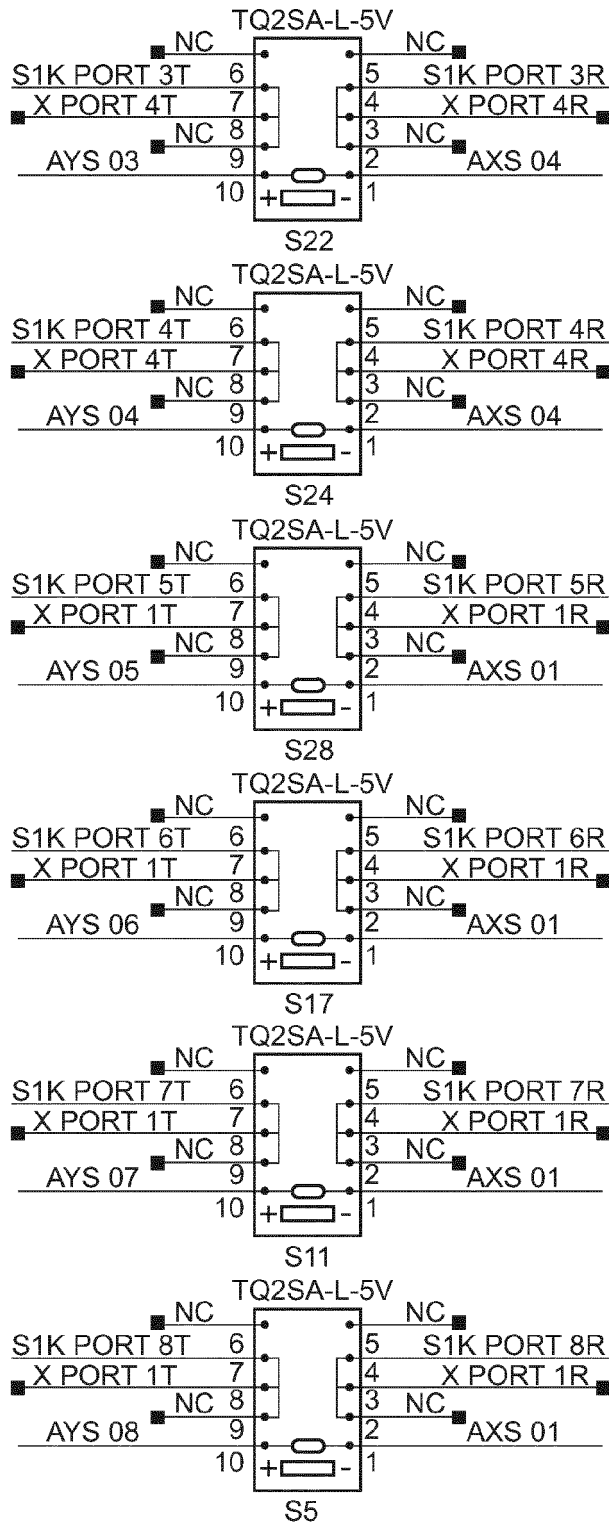 TQ2SA-L-5V
NC NC
S1K PORT 3T 6 5 S1K PORT 3R
X PORT 4T 7 4 X PORT 4R
NC 8 3 NC
AYS 03 9 2 AXS 04
10 + - 1
S22
TQ2SA-L-5V
NC NC
S1K PORT 4T 6 5 S1K PORT 4R
X PORT 4T 7 4 X PORT 4R
NC 8 3 NC
AYS 04 9 2 AXS 04
10 + - 1
S24
TQ2SA-L-5V
NC NC
S1K PORT 5T 6 5 S1K PORT 5R
X PORT 1T 7 4 X PORT 1R
NC 8 3 NC
AYS 05 9 2 AXS 01
10 + - 1
S28
TQ2SA-L-5V
NC NC
S1K PORT 6T 6 5 S1K PORT 6R
X PORT 1T 7 4 X PORT 1R
NC 8 3 NC
AYS 06 9 2 AXS 01
10 + - 1
S17
TQ2SA-L-5V
NC NC
S1K PORT 7T 6 5 S1K PORT 7R
X PORT 1T 7 4 X PORT 1R
NC 8 3 NC
AYS 07 9 2 AXS 01
10 + - 1
S11
TQ2SA-L-5V
NC NC
S1K PORT 8T 6 5 S1K PORT 8R
X PORT 1T 7 4 X PORT 1R
NC 8 3 NC
AYS 08 9 2 AXS 01
10 + - 1
S5